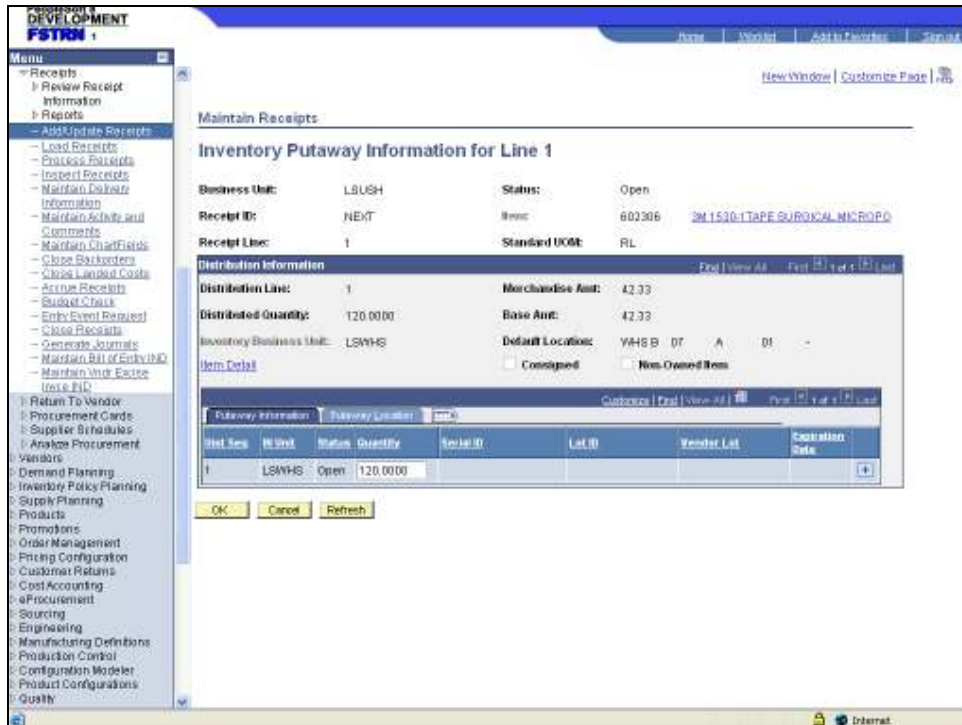 DEVELOPMENT
FSTRN 1
Home | Worklist | Add to Favorites | Sign out
Menu
Receipts
Review Receipt
Information
Reports
– Add/Update Receipts
– Load Receipts
– Process Receipts
– Inspect Receipts
– Maintain Delivery
Information
– Maintain Activity and
Comments
– Maintain ChartFields
– Close Backorders
– Close Landed Costs
– Accrue Receipts
– Budget Check
– Entry Event Request
– Close Receipts
– Generate Journals
– Maintain Bill of Entry IND
– Maintain Vndr Excise
Invce IND
Return To Vendor
Procurement Cards
Supplier Schedules
Analyze Procurement
Vendors
Demand Planning
Inventory Policy Planning
Supply Planning
Products
Promotions
Order Management
Pricing Configuration
Customer Returns
Cost Accounting
eProcurement
Sourcing
Engineering
Manufacturing Definitions
Production Control
Configuration Modeler
Product Configurations
Quality
New Window | Customize Page |
Maintain Receipts
Inventory Putaway Information for Line 1
Business Unit: LSUSH Status: Open
Receipt ID: NEXT Item: 602306 3M 1530-1 TAPE SURGICAL MICROPO
Receipt Line: 1 Standard UOM: RL
Distribution Information Find | View All First 1 of 1 Last
Distribution Line: 1 Merchandise Amt: 42.33
Distributed Quantity: 120.0000 Base Amt: 42.33
Inventory Business Unit: LSWHS Default Location: WHS B 07 A 01 -
Item Detail Consigned Non-Owned Item
Customize | Find | View All | First 1 of 1 Last
Putaway Information Putaway Location
Dist Seq IN Unit Status Quantity Serial ID Lot ID Vendor Lot Expiration Date
1 LSWHS Open 120.0000 +
OK Cancel Refresh
Internet